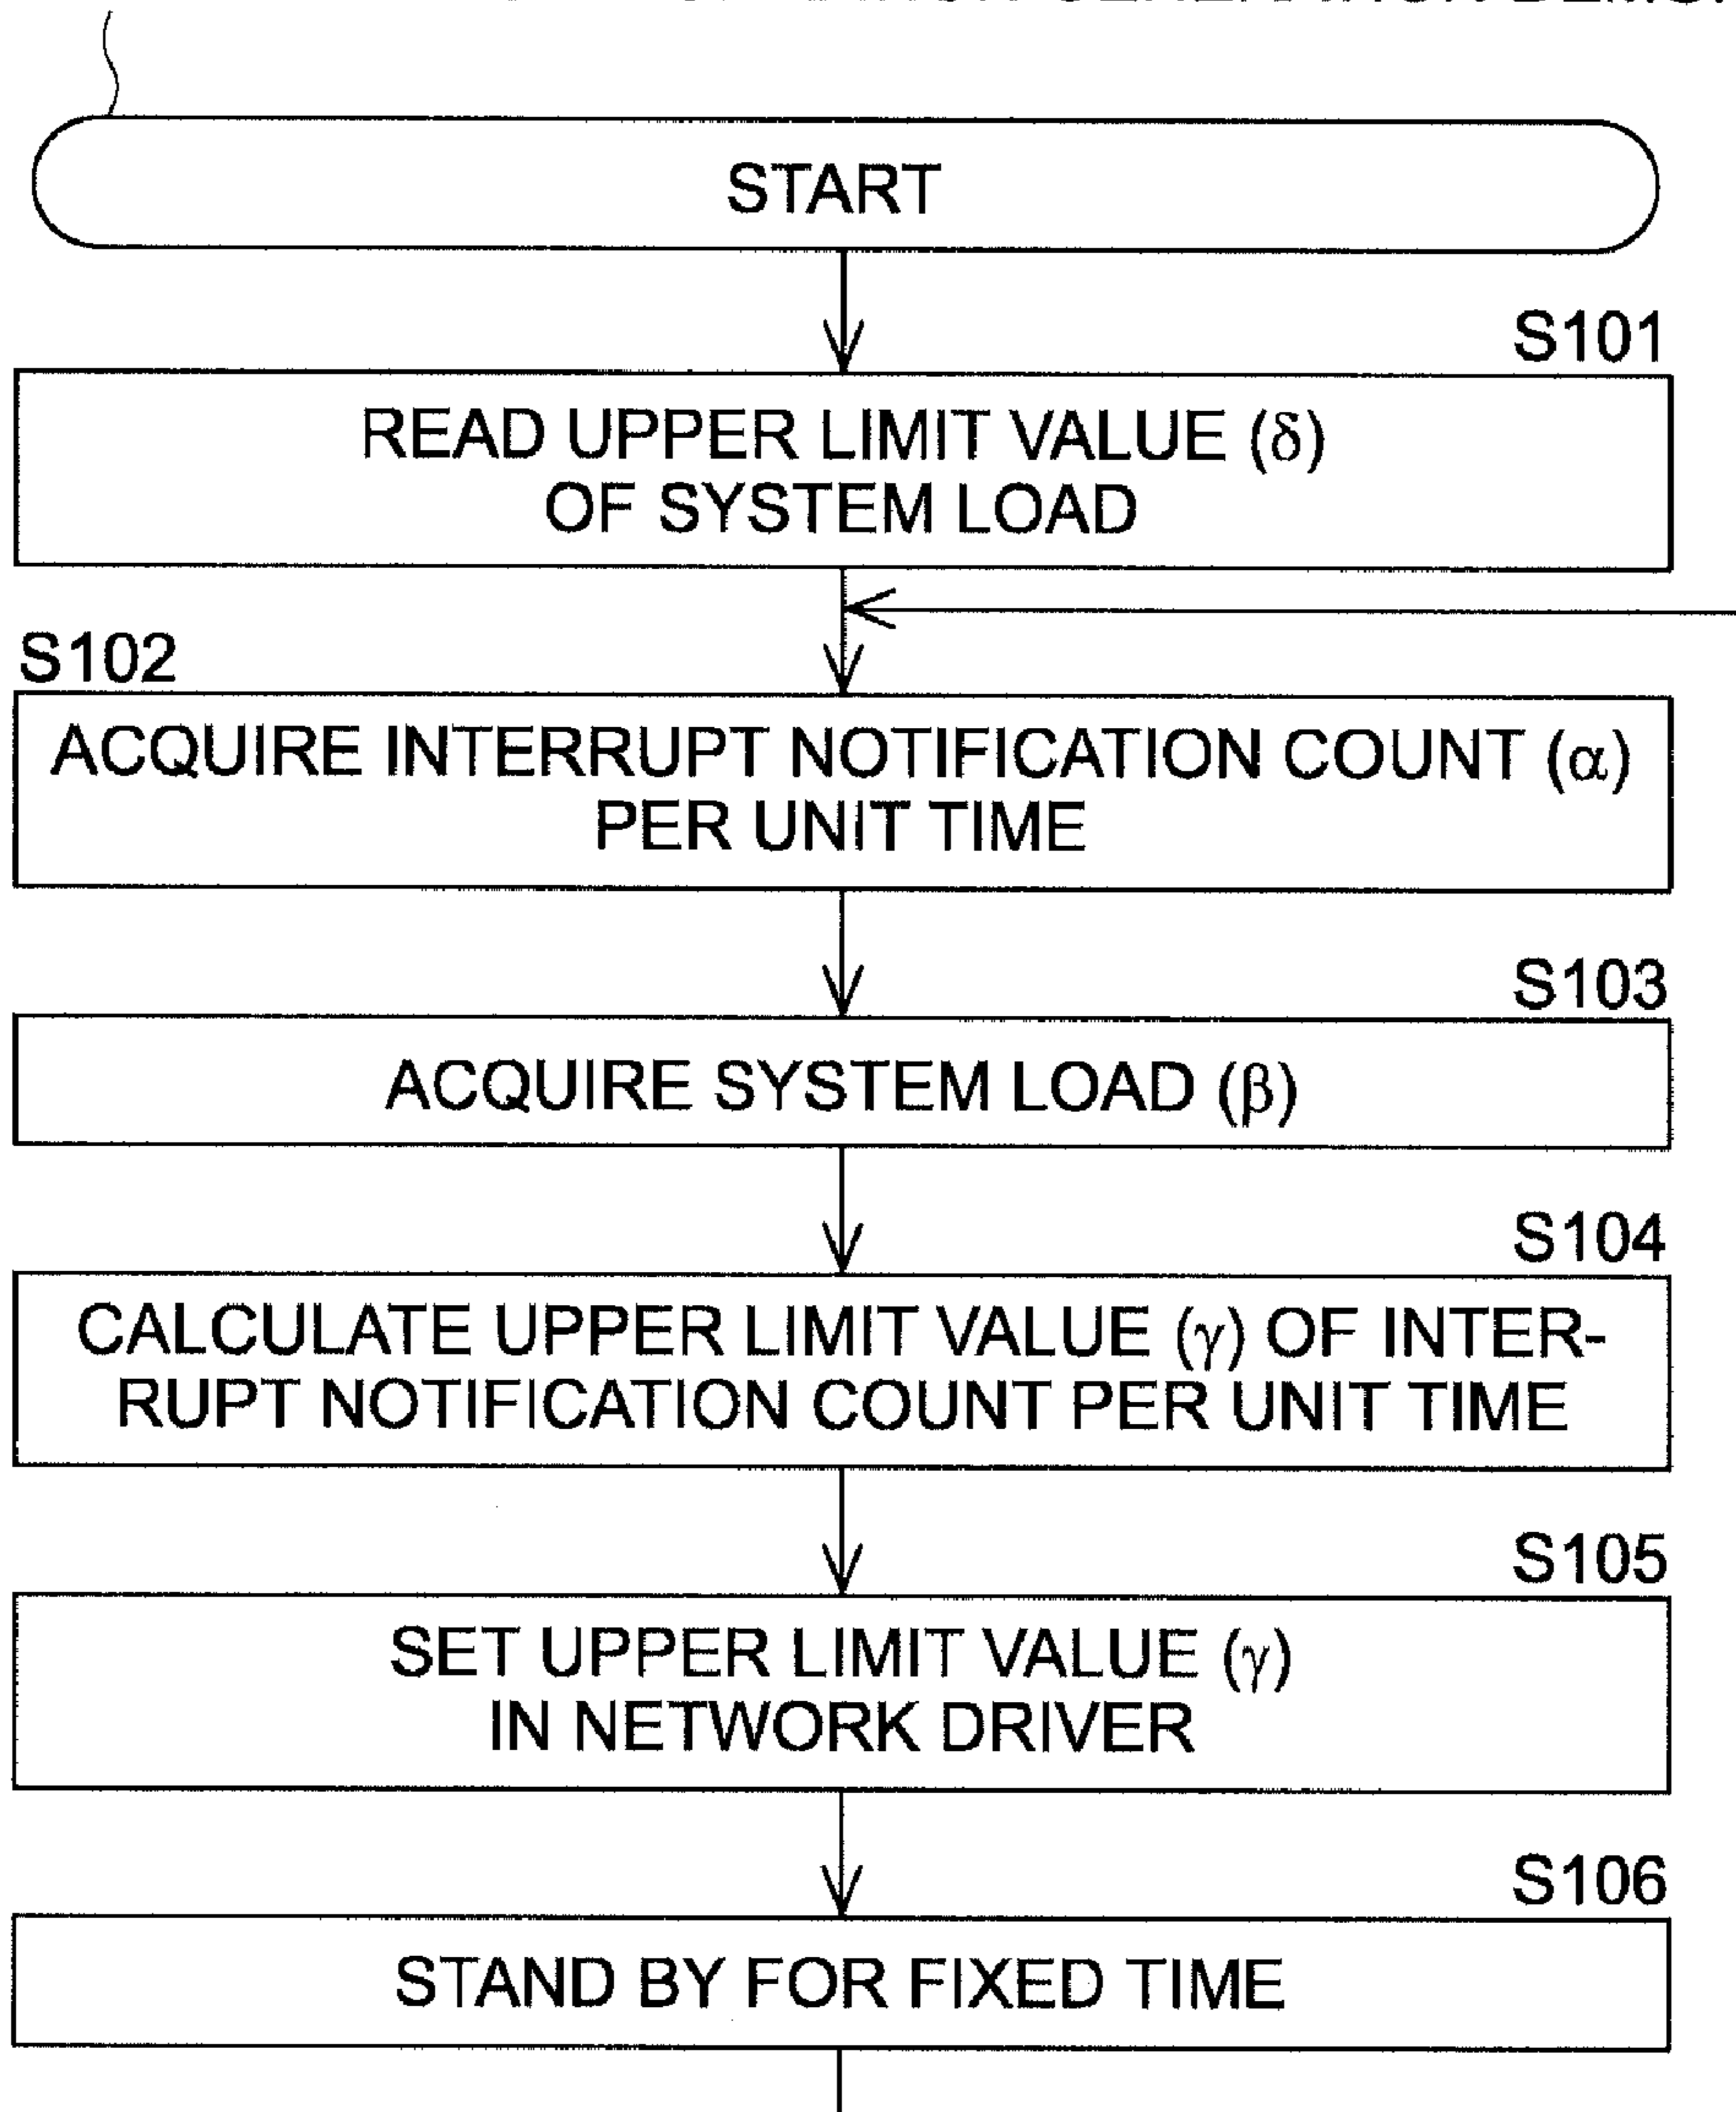 START
S101
READ UPPER LIMIT VALUE (δ)
OF SYSTEM LOAD
S102
ACQUIRE INTERRUPT NOTIFICATION COUNT (α)
PER UNIT TIME
S103
ACQUIRE SYSTEM LOAD (β)
S104
CALCULATE UPPER LIMIT VALUE (γ) OF INTER-
RUPT NOTIFICATION COUNT PER UNIT TIME
S105
SET UPPER LIMIT VALUE (γ)
IN NETWORK DRIVER
S106
STAND BY FOR FIXED TIME